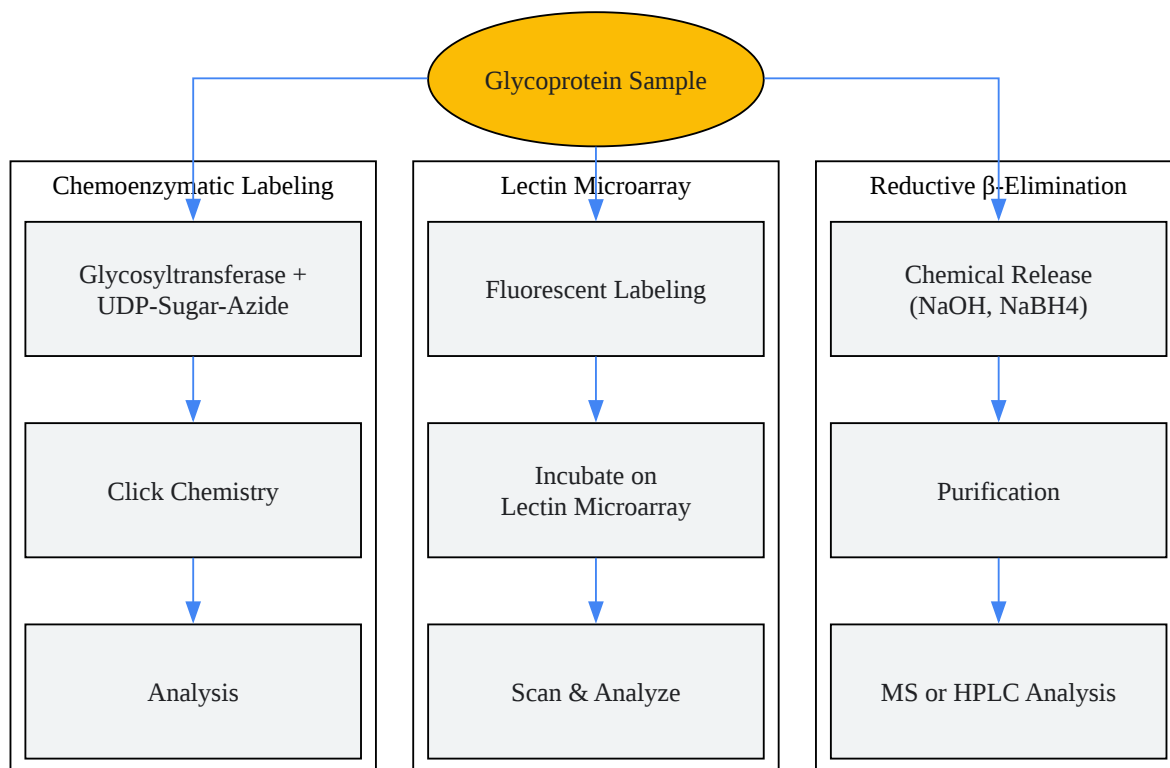 Glycoprotein Sample
Chemoenzymatic Labeling
Glycosyltransferase +
UDP-Sugar-Azide
Click Chemistry
Analysis
Lectin Microarray
Fluorescent Labeling
Incubate on
Lectin Microarray
Scan & Analyze
Reductive β-Elimination
Chemical Release
(NaOH, NaBH4)
Purification
MS or HPLC Analysis